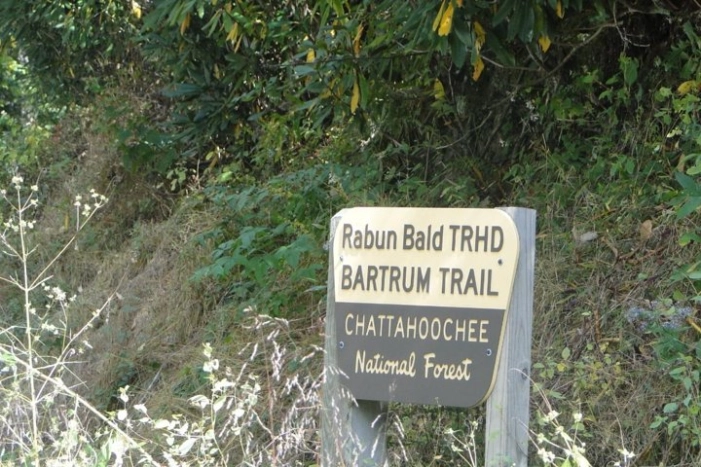 Rabun Bald TRHD
BARTRUM TRAIL
CHATTAHOOCHEE
National Forest